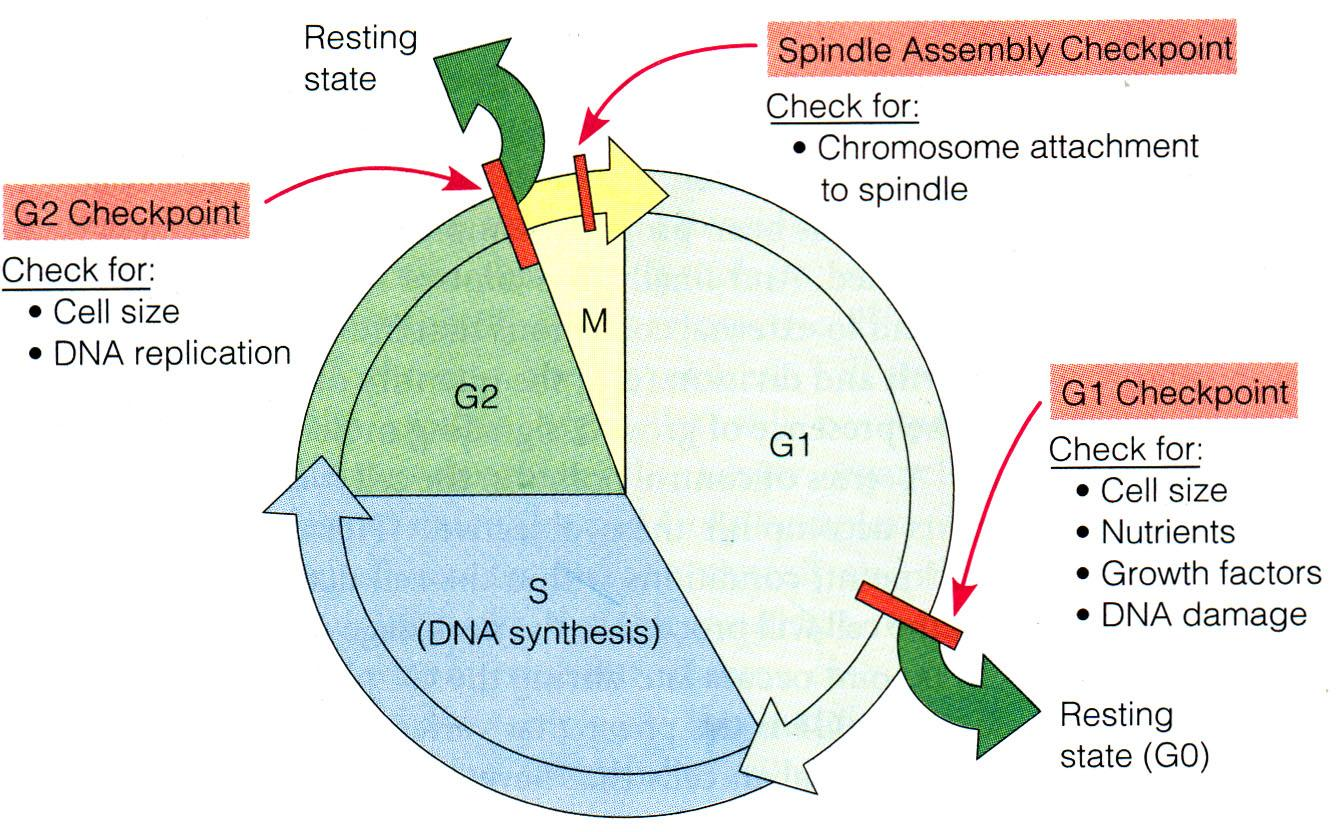 Resting
state
Spindle Assembly Checkpoint
Check for:
• Chromosome attachment
to spindle
G2 Checkpoint
Check for:
• Cell size
• DNA replication
M
G2
G1
G1 Checkpoint
Check for:
• Cell size
• Nutrients
• Growth factors
• DNA damage
S
(DNA synthesis)
Resting
state (G0)